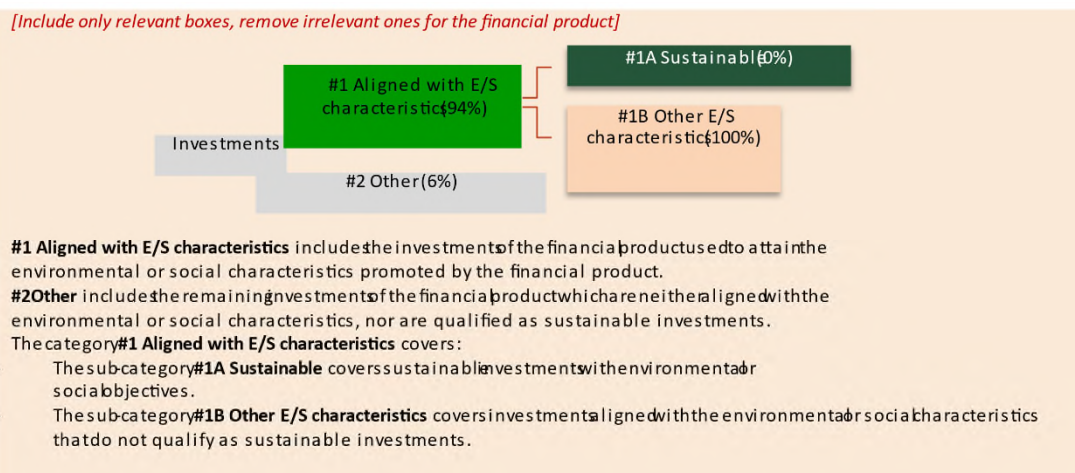 [Include only relevant boxes, remove irrelevant ones for the financial product]
#1A Sustainable(0%)
#1 Aligned with E/S
characteristics(94%)
#1B Other E/S
characteristics(100%)
Investments
#2 Other(6%)
#1 Aligned with E/S characteristics includes the investments of the financial product used to attain the
environmental or social characteristics promoted by the financial product.
#2Other includes the remaining investments of the financial product which are neither aligned with the
environmental or social characteristics, nor are qualified as sustainable investments.
The category #1 Aligned with E/S characteristics covers:
The sub-category #1A Sustainable covers sustainable investments with environmental or
social objectives.
The sub-category #1B Other E/S characteristics covers investments aligned with the environmental or social characteristics
that do not qualify as sustainable investments.